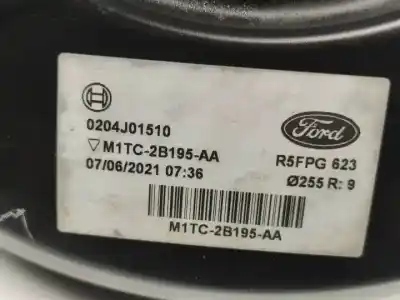 0204J01510
Ford
▽ M1TC-2B195-AA
R5FPG 623
07/06/2021 07:36
Ø255 R: 9
M1TC-2B195-AA